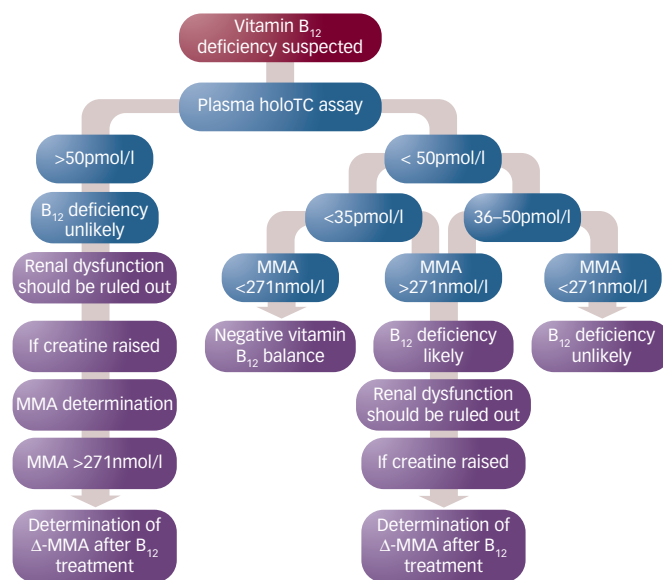 Vitamin B12
deficiency suspected
Plasma holoTC assay
>50pmol/l
< 50pmol/l
B12 deficiency
unlikely
<35pmol/l
36–50pmol/l
Renal dysfunction
should be ruled out
MMA
<271nmol/l
MMA
>271nmol/l
MMA
<271nmol/l
If creatine raised
Negative vitamin
B12 balance
B12 deficiency
likely
B12 deficiency
unlikely
MMA determination
Renal dysfunction
should be ruled out
MMA >271nmol/l
If creatine raised
Determination of
Δ-MMA after B12
treatment
Determination of
Δ-MMA after B12
treatment